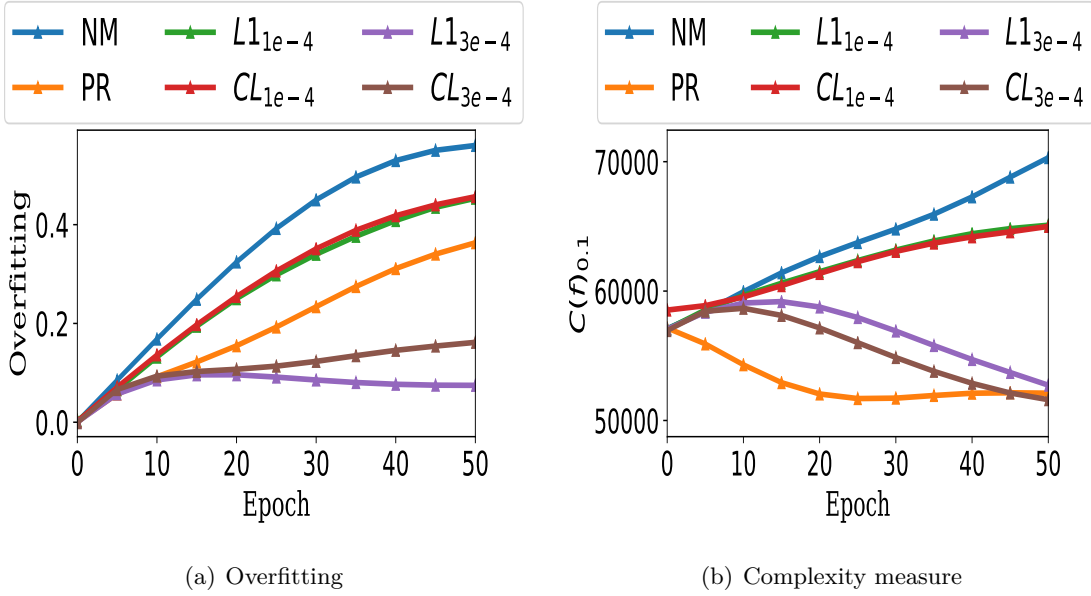 NM
L1_{1e−4}
L1_{3e−4}
PR
CL_{1e−4}
CL_{3e−4}
Overfitting
0.4
0.2
0.0
0 10 20 30 40 50
Epoch
(a) Overfitting
NM
L1_{1e−4}
L1_{3e−4}
PR
CL_{1e−4}
CL_{3e−4}
C(f)_{0.1}
70000
60000
50000
0 10 20 30 40 50
Epoch
(b) Complexity measure